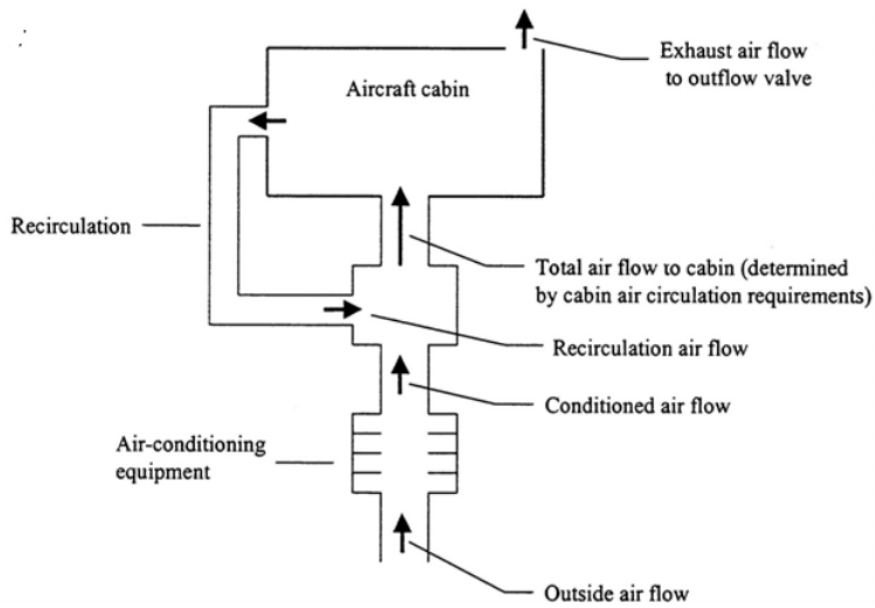 Exhaust air flow
to outflow valve
Aircraft cabin
Recirculation
Total air flow to cabin (determined
by cabin air circulation requirements)
Recirculation air flow
Conditioned air flow
Air-conditioning
equipment
Outside air flow